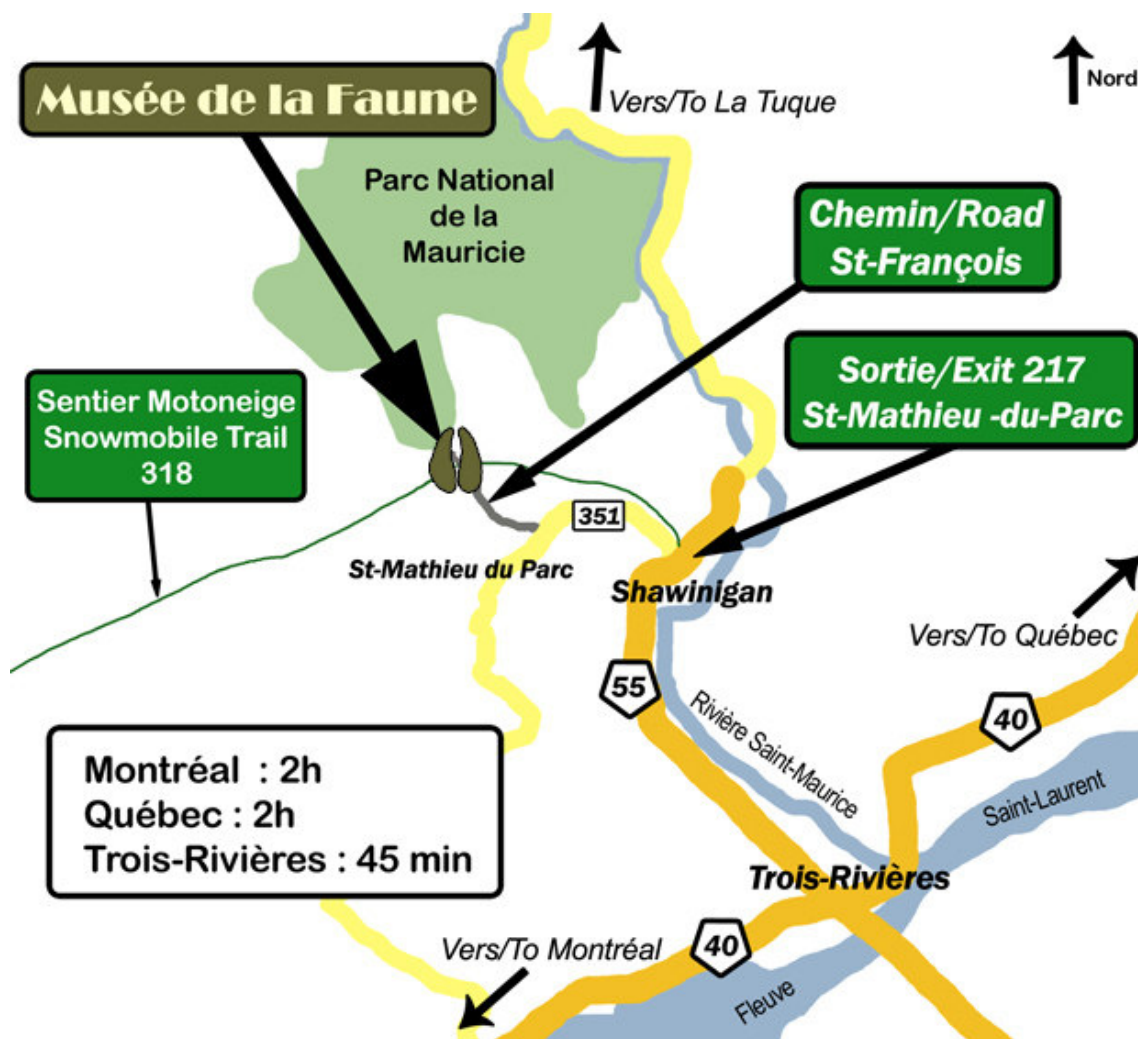 Musée de la Faune
Vers/To La Tuque
Nord
Parc National
de la
Mauricie
Chemin/Road
St-François
Sortie/Exit 217
St-Mathieu -du-Parc
Sentier Motoneige
Snowmobile Trail
318
351
St-Mathieu du Parc
Shawinigan
Vers/To Québec
55
40
Rivière Saint-Maurice
Saint-Laurent
Montréal : 2h
Québec : 2h
Trois-Rivières : 45 min
Trois-Rivières
Vers/To Montréal
40
Fleuve